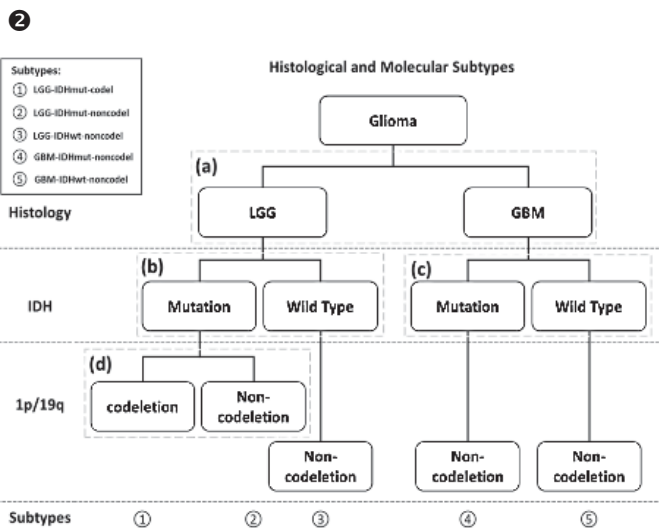 ❷
Subtypes:
① LGG-IDHmut-codel
② LGG-IDHmut-noncodel
③ LGG-IDHwt-noncodel
④ GBM-IDHmut-noncodel
⑤ GBM-IDHwt-noncodel
Histological and Molecular Subtypes
Glioma
(a)
Histology
LGG
GBM
(b)
(c)
IDH
Mutation
Wild Type
Mutation
Wild Type
(d)
1p/19q
codeletion
Non-
codeletion
Non-
codeletion
Non-
codeletion
Non-
codeletion
Subtypes
①
②
③
④
⑤